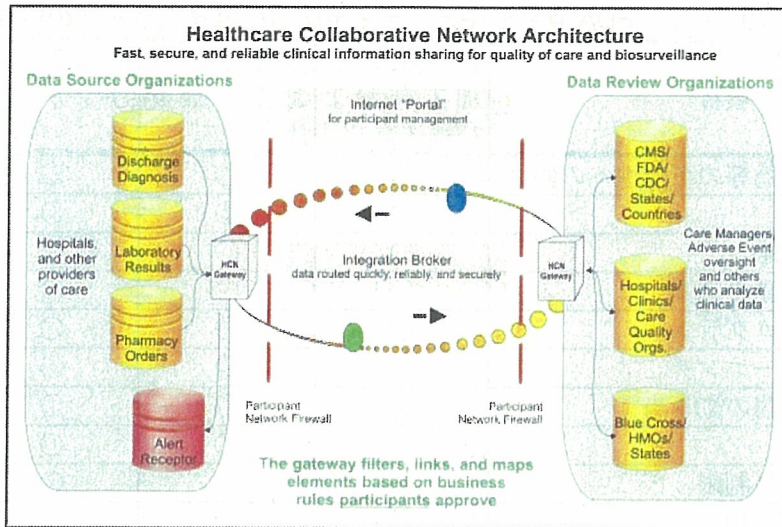 Healthcare Collaborative Network Architecture
Fast, secure, and reliable clinical information sharing for quality of care and biosurveillance
Data Source Organizations
Discharge
Diagnosis
Laboratory
Results
Pharmacy
Orders
Alert
Receptor
Hospitals,
and other
providers
of care
HCN
Gateway
Internet "Portal"
for participant management
Integration Broker
data routed quickly, reliably, and securely
Participant
Network Firewall
Participant
Network Firewall
HCN
Gateway
Data Review Organizations
CMS/
FDA/
CDC/
States/
Countries
Hospitals/
Clinics/
Care
Quality
Orgs.
Blue Cross/
HMOs/
States
Care Managers,
Adverse Event
oversight
and others
who analyze
clinical data
The gateway filters, links, and maps
elements based on business
rules participants approve